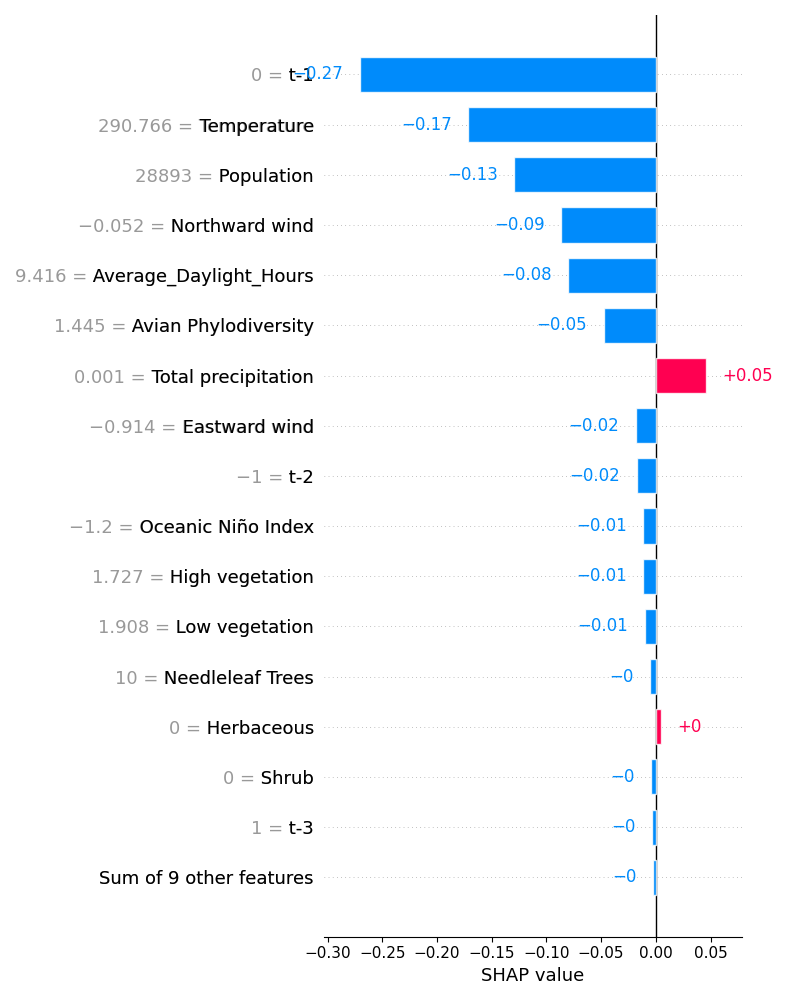 0 = t-1 −0.27
290.766 = Temperature −0.17
28893 = Population −0.13
−0.052 = Northward wind −0.09
9.416 = Average_Daylight_Hours −0.08
1.445 = Avian Phylodiversity −0.05
0.001 = Total precipitation +0.05
−0.914 = Eastward wind −0.02
−1 = t-2 −0.02
−1.2 = Oceanic Niño Index −0.01
1.727 = High vegetation −0.01
1.908 = Low vegetation −0.01
10 = Needleleaf Trees −0
0 = Herbaceous +0
0 = Shrub −0
1 = t-3 −0
Sum of 9 other features −0
−0.30 −0.25 −0.20 −0.15 −0.10 −0.05 0.00 0.05
SHAP value